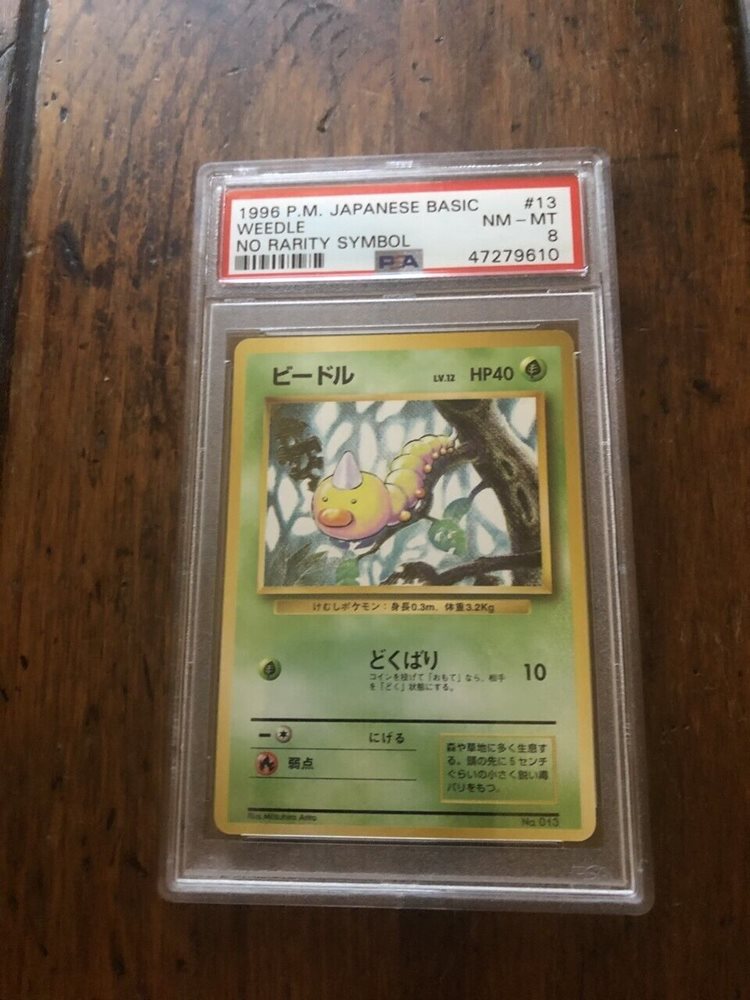 1996 P.M. JAPANESE BASIC #13
WEEDLE NM - MT
NO RARITY SYMBOL 8
PSA 47279610
ビードル LV.12 HP40
けむしポケモン：身長0.3m、体重3.2Kg
どくばり 10
コインを投げて「おもて」なら、相手
を「どく」状態にする。
にげる
弱点
森や草地に多く生息す
る。頭の先に5センチ
ぐらいの小さく鋭い毒
バリをもつ。
Illus. Mitsuhiro Arita No. 013